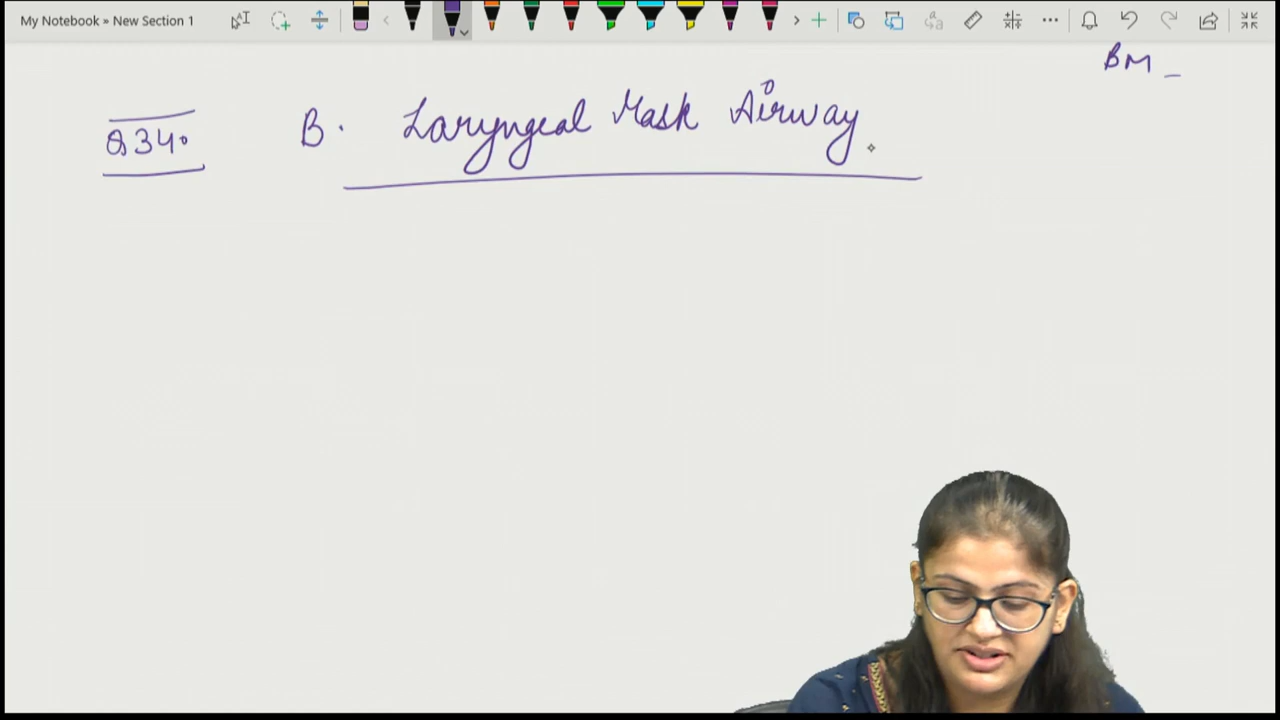 My Notebook » New Section 1
BM _
Q34. B. Laryngeal Mask Airway.